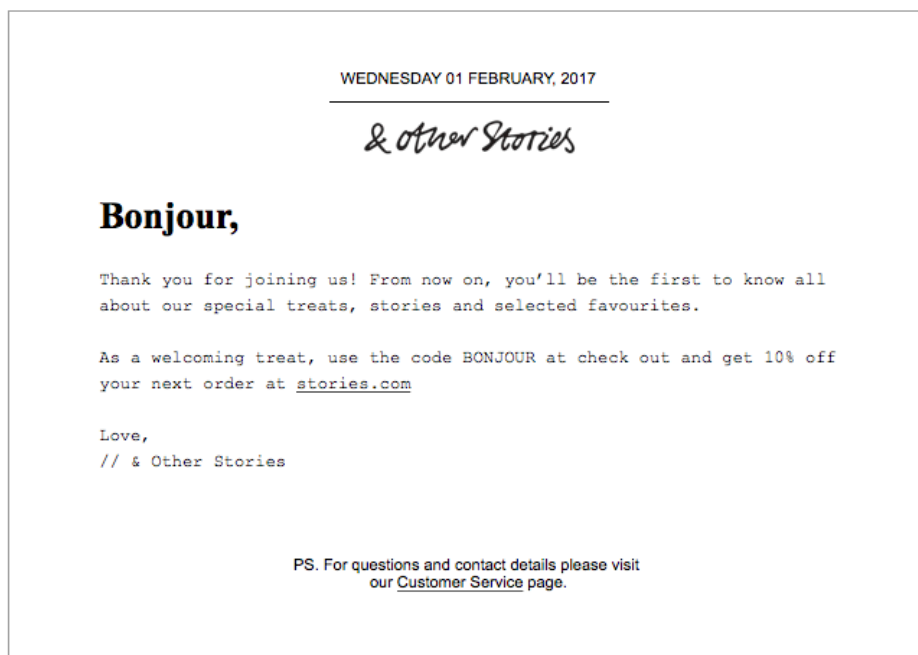 WEDNESDAY 01 FEBRUARY, 2017
& other Stories
Bonjour,
Thank you for joining us! From now on, you’ll be the first to know all
about our special treats, stories and selected favourites.
As a welcoming treat, use the code BONJOUR at check out and get 10% off
your next order at stories.com
Love,
// & Other Stories
PS. For questions and contact details please visit
our Customer Service page.